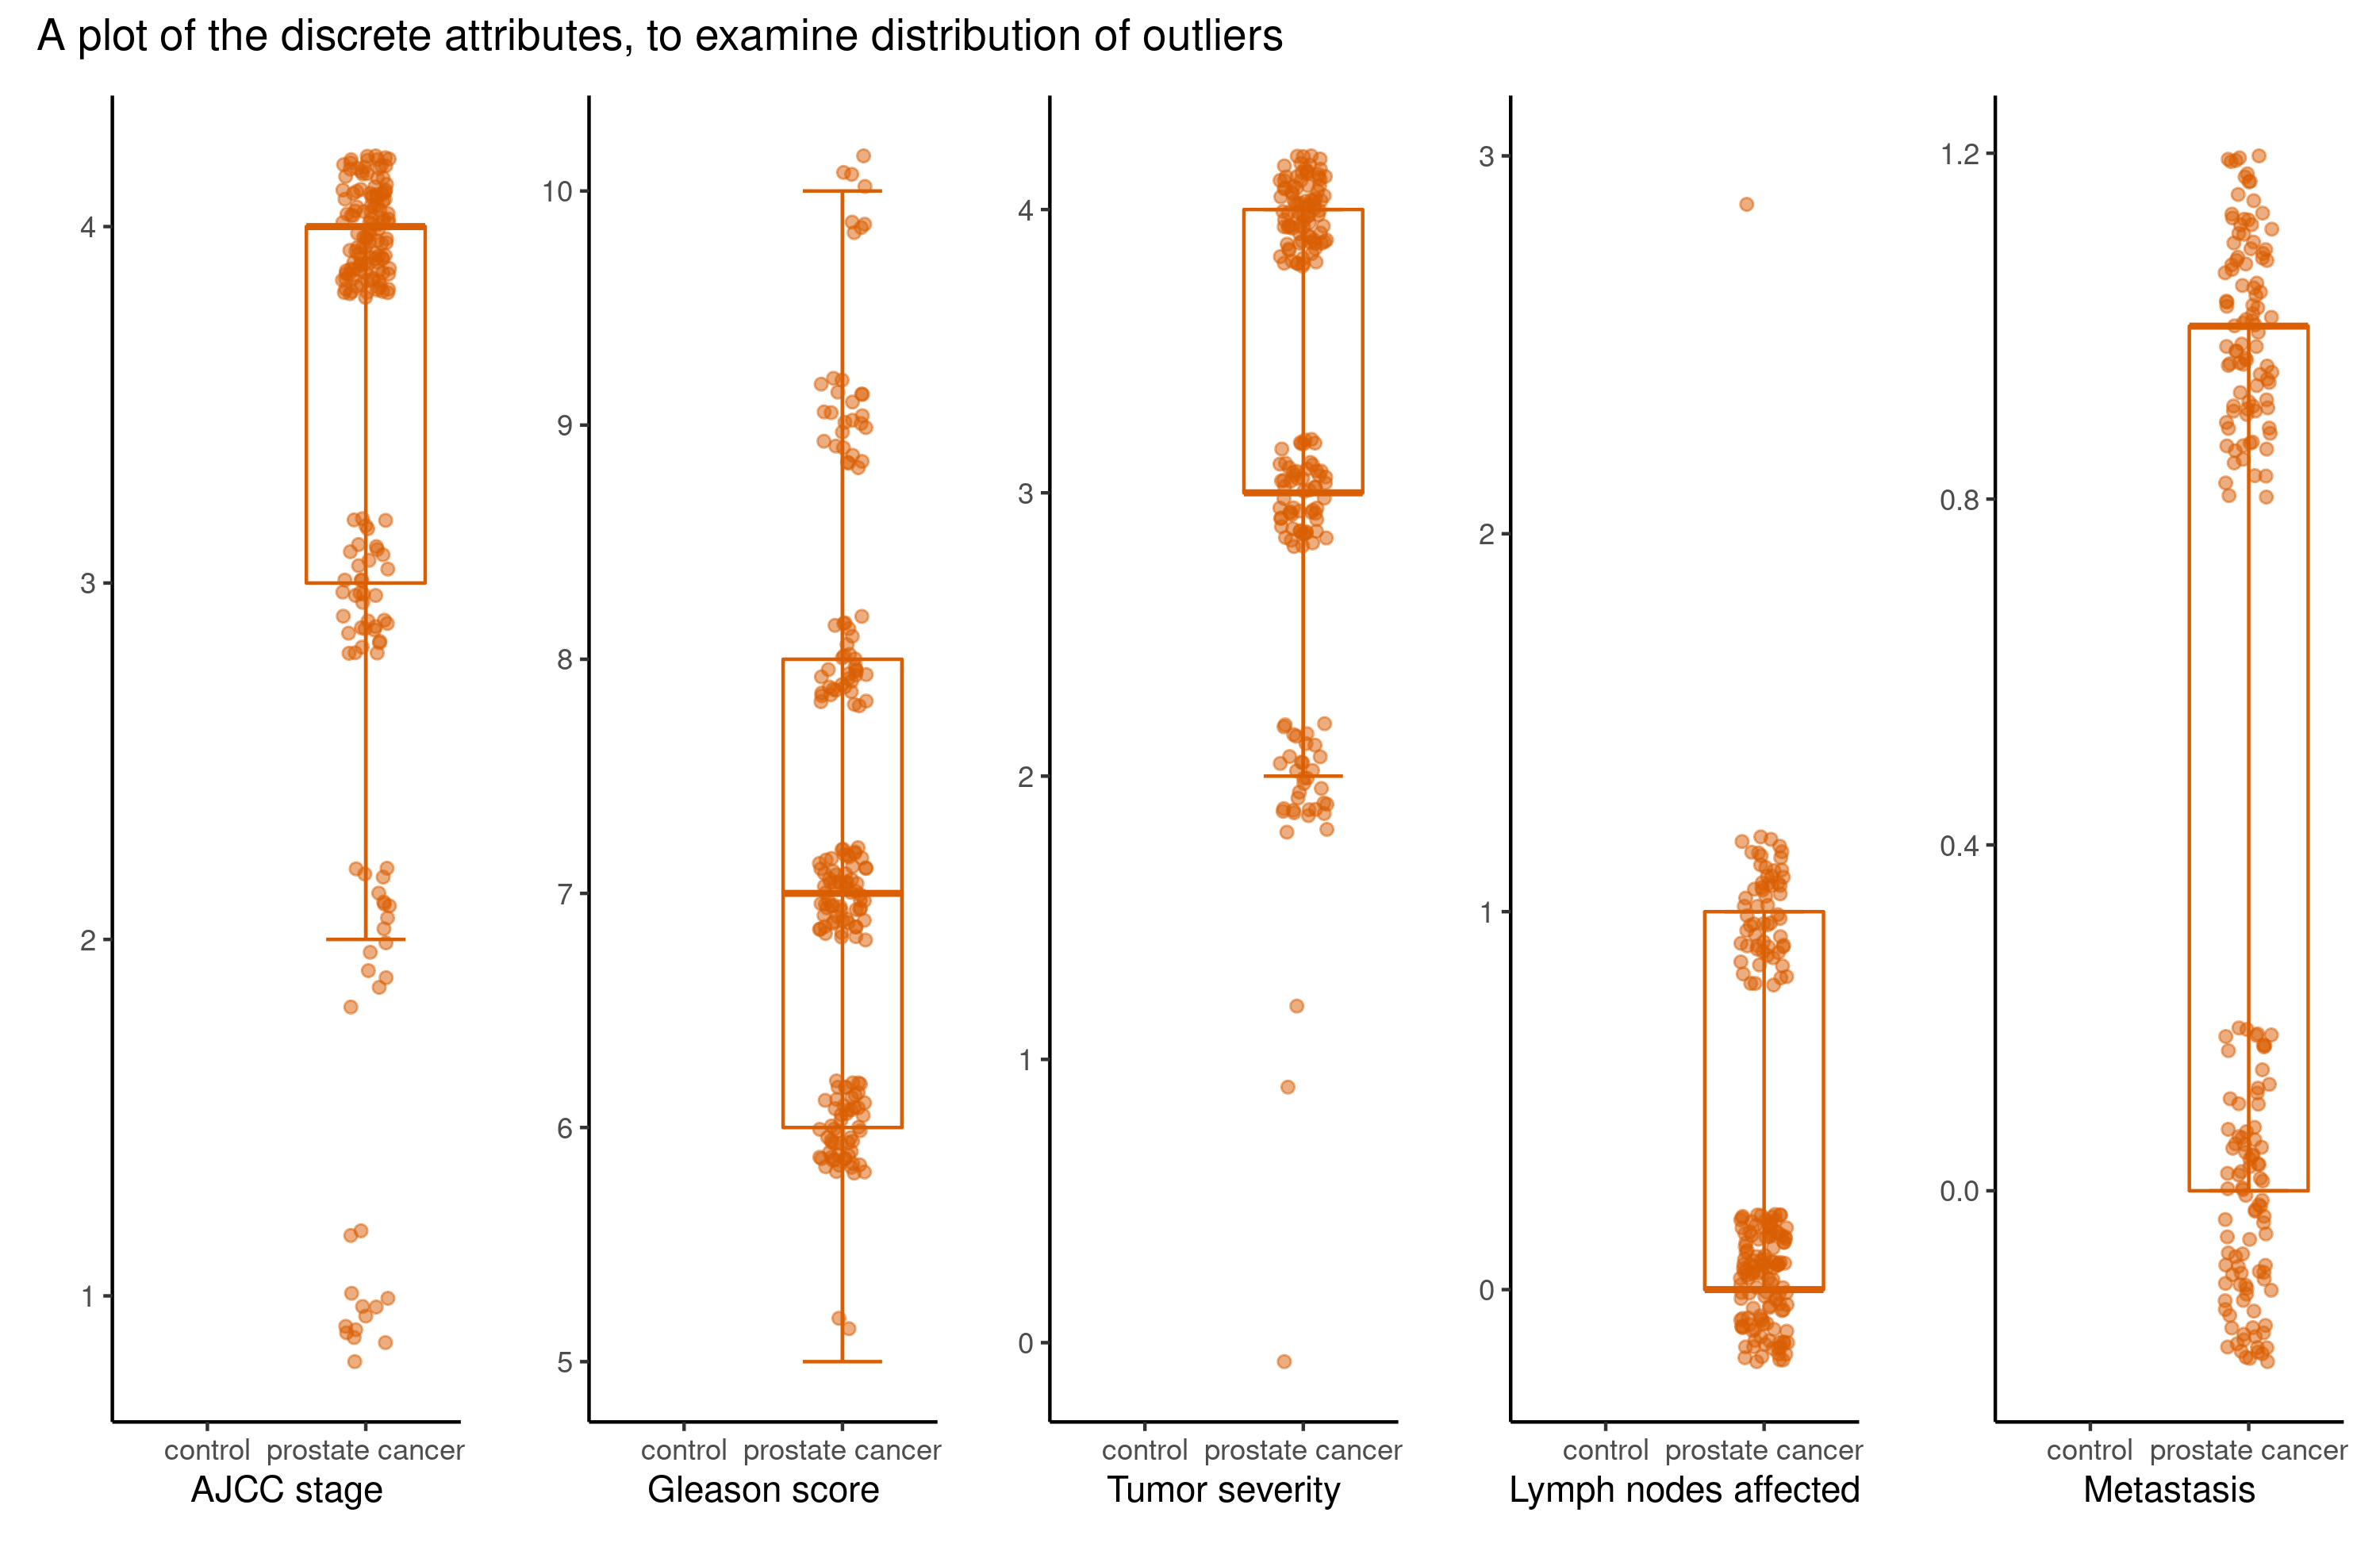 A plot of the discrete attributes, to examine distribution of outliers
4
3
2
1
control prostate cancer
AJCC stage
10
9
8
7
6
5
control prostate cancer
Gleason score
4
3
2
1
0
control prostate cancer
Tumor severity
3
2
1
0
control prostate cancer
Lymph nodes affected
1.2
0.8
0.4
0.0
control prostate cancer
Metastasis